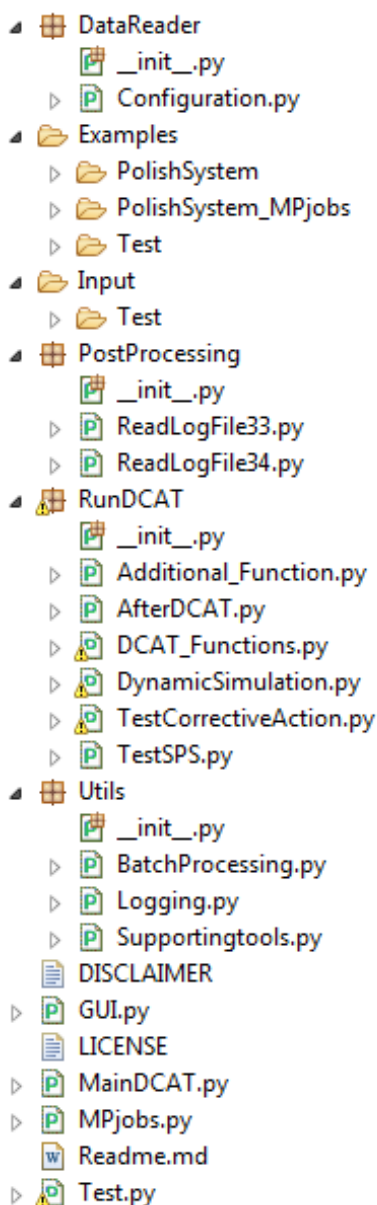 DataReader
__init__.py
Configuration.py
Examples
PolishSystem
PolishSystem_MPjobs
Test
Input
Test
PostProcessing
__init__.py
ReadLogFile33.py
ReadLogFile34.py
RunDCAT
__init__.py
Additional_Function.py
AfterDCAT.py
DCAT_Functions.py
DynamicSimulation.py
TestCorrectiveAction.py
TestSPS.py
Utils
__init__.py
BatchProcessing.py
Logging.py
Supportingtools.py
DISCLAIMER
GUI.py
LICENSE
MainDCAT.py
MPjobs.py
Readme.md
Test.py